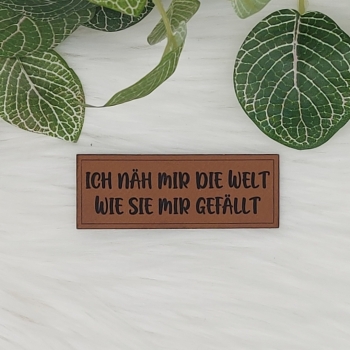 ICH NÄH MIR DIE WELT
WIE SIE MIR GEFÄLLT